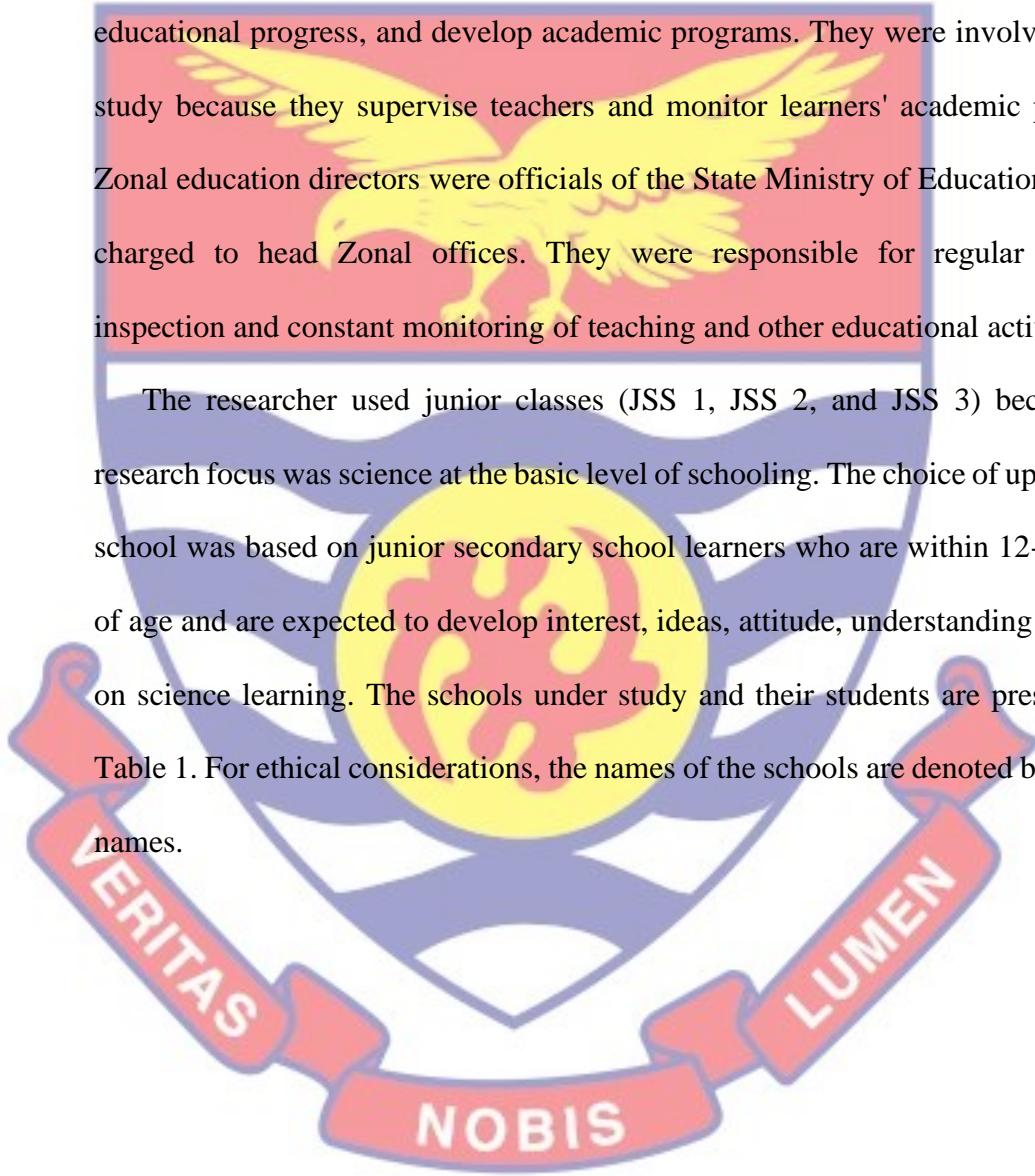 educational progress, and develop academic programs. They were involv
study because they supervise teachers and monitor learners' academic
Zonal education directors were officials of the State Ministry of Education
charged to head Zonal offices. They were responsible for regular
inspection and constant monitoring of teaching and other educational acti
The researcher used junior classes (JSS 1, JSS 2, and JSS 3) bec
research focus was science at the basic level of schooling. The choice of up
school was based on junior secondary school learners who are within 12-
of age and are expected to develop interest, ideas, attitude, understanding
on science learning. The schools under study and their students are pres
Table 1. For ethical considerations, the names of the schools are denoted b
names.
VERITAS
NOBIS
LUMEN